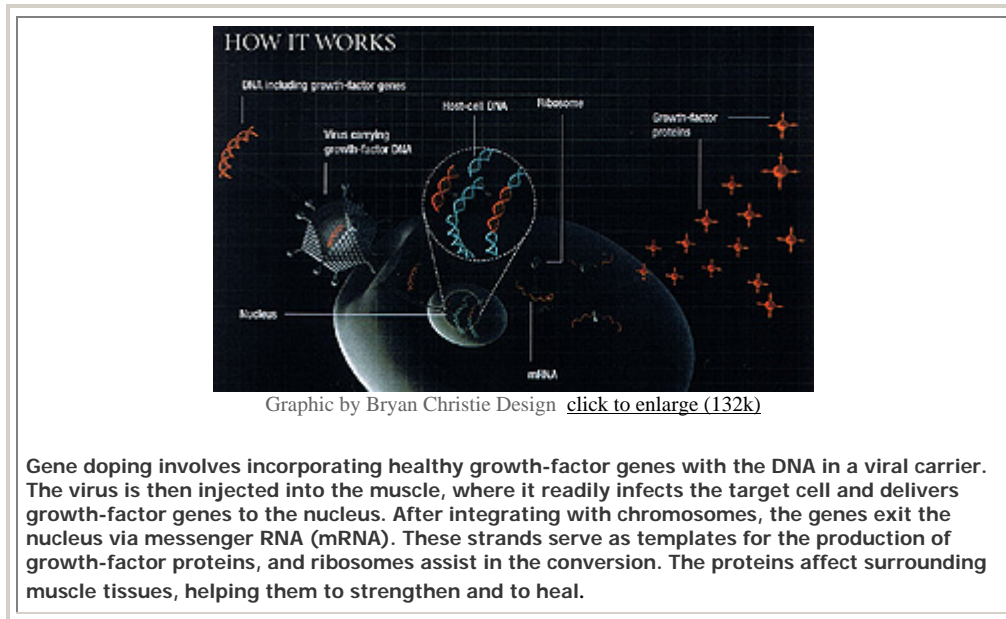 HOW IT WORKS
DNA including growth-factor genes
Host-cell DNA
Ribosome
Growth-factor
proteins
Virus carrying
growth-factor DNA
Nucleus
mRNA
Graphic by Bryan Christie Design click to enlarge (132k)
Gene doping involves incorporating healthy growth-factor genes with the DNA in a viral carrier.
The virus is then injected into the muscle, where it readily infects the target cell and delivers
growth-factor genes to the nucleus. After integrating with chromosomes, the genes exit the
nucleus via messenger RNA (mRNA). These strands serve as templates for the production of
growth-factor proteins, and ribosomes assist in the conversion. The proteins affect surrounding
muscle tissues, helping them to strengthen and to heal.